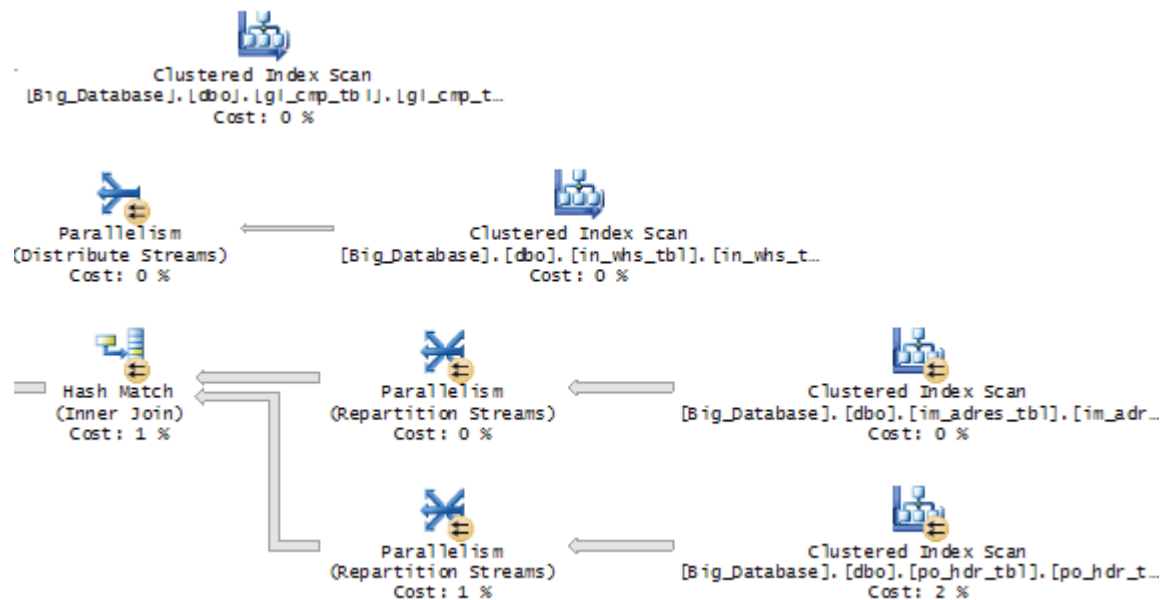 Clustered Index Scan
[Big_Database].[dbo].[gl_cmp_tbl].[gl_cmp_t...
Cost: 0 %
Parallelism
(Distribute Streams)
Cost: 0 %
Clustered Index Scan
[Big_Database].[dbo].[in_whs_tbl].[in_whs_t...
Cost: 0 %
Hash Match
(Inner Join)
Cost: 1 %
Parallelism
(Repartition Streams)
Cost: 0 %
Clustered Index Scan
[Big_Database].[dbo].[im_adres_tbl].[im_adr...
Cost: 0 %
Parallelism
(Repartition Streams)
Cost: 1 %
Clustered Index Scan
[Big_Database].[dbo].[po_hdr_tbl].[po_hdr_t...
Cost: 2 %